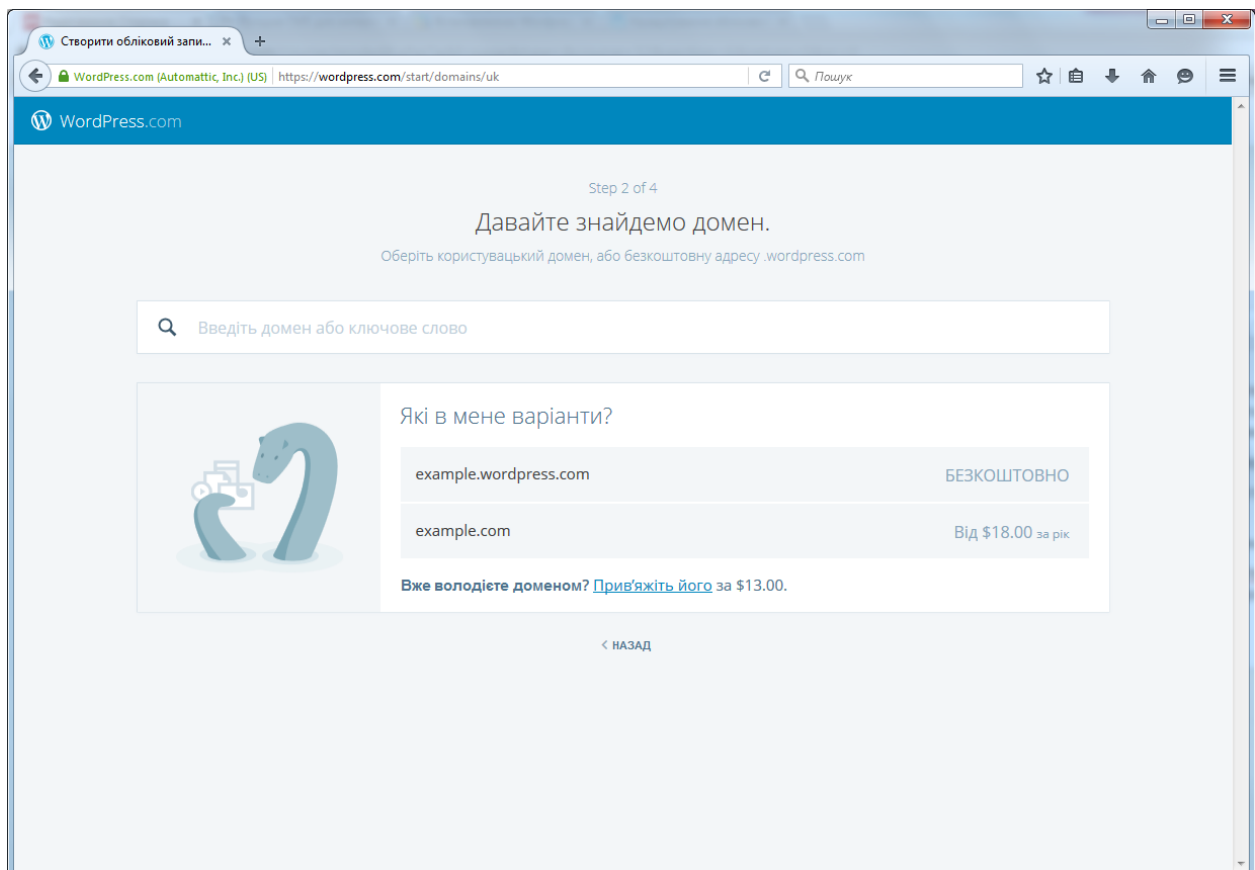 Створити обліковий запи...
WordPress.com (Automattic, Inc.) (US) https://wordpress.com/start/domains/uk
Пошук
WordPress.com
Step 2 of 4
Давайте знайдемо домен.
Оберіть користувацький домен, або безкоштовну адресу .wordpress.com
Введіть домен або ключове слово
Які в мене варіанти?
example.wordpress.com БЕЗКОШТОВНО
example.com Від $18.00 за рік
Вже володієте доменом? Прив'яжіть його за $13.00.
< НАЗАД